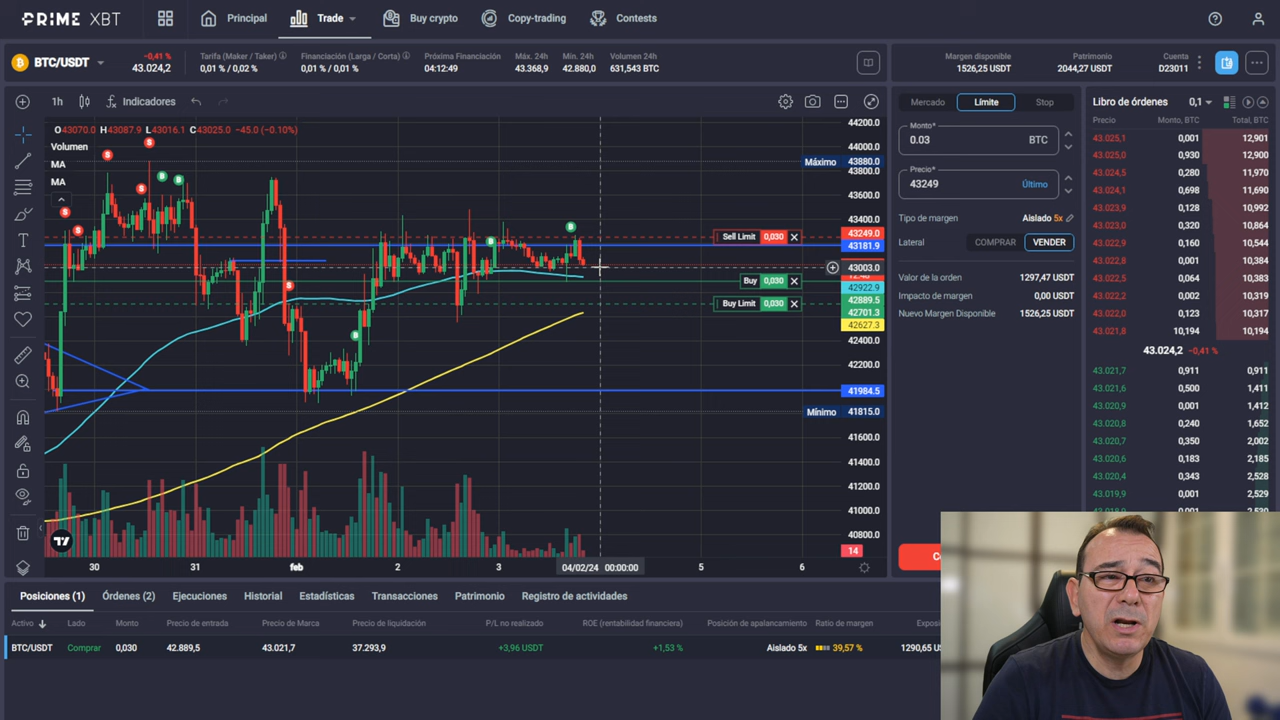 PRIME XBT
Principal
Trade
Buy crypto
Copy-trading
Contests
BTC/USDT
-0,41 %
43.024,2
Tarifa (Maker / Taker)
0,01 % / 0,02 %
Financiación (Larga / Corta)
0,01 % / 0,01 %
Próxima Financiación
04:12:49
Máx. 24h
43.368,9
Mín. 24h
42.880,0
Volumen 24h
631,543 BTC
Margen disponible
1526,25 USDT
Patrimonio
2044,27 USDT
Cuenta
D23011
1h
Indicadores
O43070.0 H43087.9 L43016.1 C43025.0 -45.0 (-0.10%)
Volumen
MA
MA
44200.0
44000.0
Máximo 43880.0
43800.0
43600.0
43400.0
Sell Limit 0,030
43249.0
43181.9
43003.0
42922.9
Buy 0,030
42889.5
Buy Limit 0,030
42701.3
42627.3
42400.0
42200.0
41984.5
Mínimo 41815.0
41600.0
41400.0
41200.0
41000.0
40800.0
14
30
31
feb
2
3
04/02/24 00:00:00
5
6
Mercado
Límite
Stop
Monto*
0.03
BTC
Precio*
43249
Último
Tipo de margen
Aislado 5x
Lateral
COMPRAR
VENDER
Valor de la orden
1297,47 USDT
Impacto de margen
0,00 USDT
Nuevo Margen Disponible
1526,25 USDT
Libro de órdenes
0,1
Precio Monto, BTC Total, BTC
43.025,1 0,001 12,901
43.025,0 0,930 12,900
43.024,5 0,280 11,970
43.024,1 0,698 11,690
43.023,9 0,128 10,992
43.022,9 0,320 10,864
43.022,8 0,160 10,544
43.022,3 0,001 10,384
43.022,5 0,064 10,383
43.022,2 0,002 10,319
43.022,0 0,123 10,317
43.021,8 10,194 10,194
43.024,2 -0,41 %
43.021,7 0,911 0,911
43.021,6 0,500 1,411
43.020,9 0,001 1,412
43.020,8 0,240 1,652
43.020,7 0,350 2,002
43.020,6 0,183 2,185
43.020,4 0,343 2,528
43.019,9 0,001 2,529
Posiciones (1)
Órdenes (2)
Ejecuciones
Historial
Estadísticas
Transacciones
Patrimonio
Registro de actividades
Activo Lado Monto Precio de entrada Precio de Marca Precio de liquidación P/L no realizado ROE (rentabilidad financiera) Posición de apalancamiento Ratio de margen
BTC/USDT Comprar 0,030 42.889,5 43.021,7 37.293,9 +3,96 USDT +1,53 % Aislado 5x 39,57 %